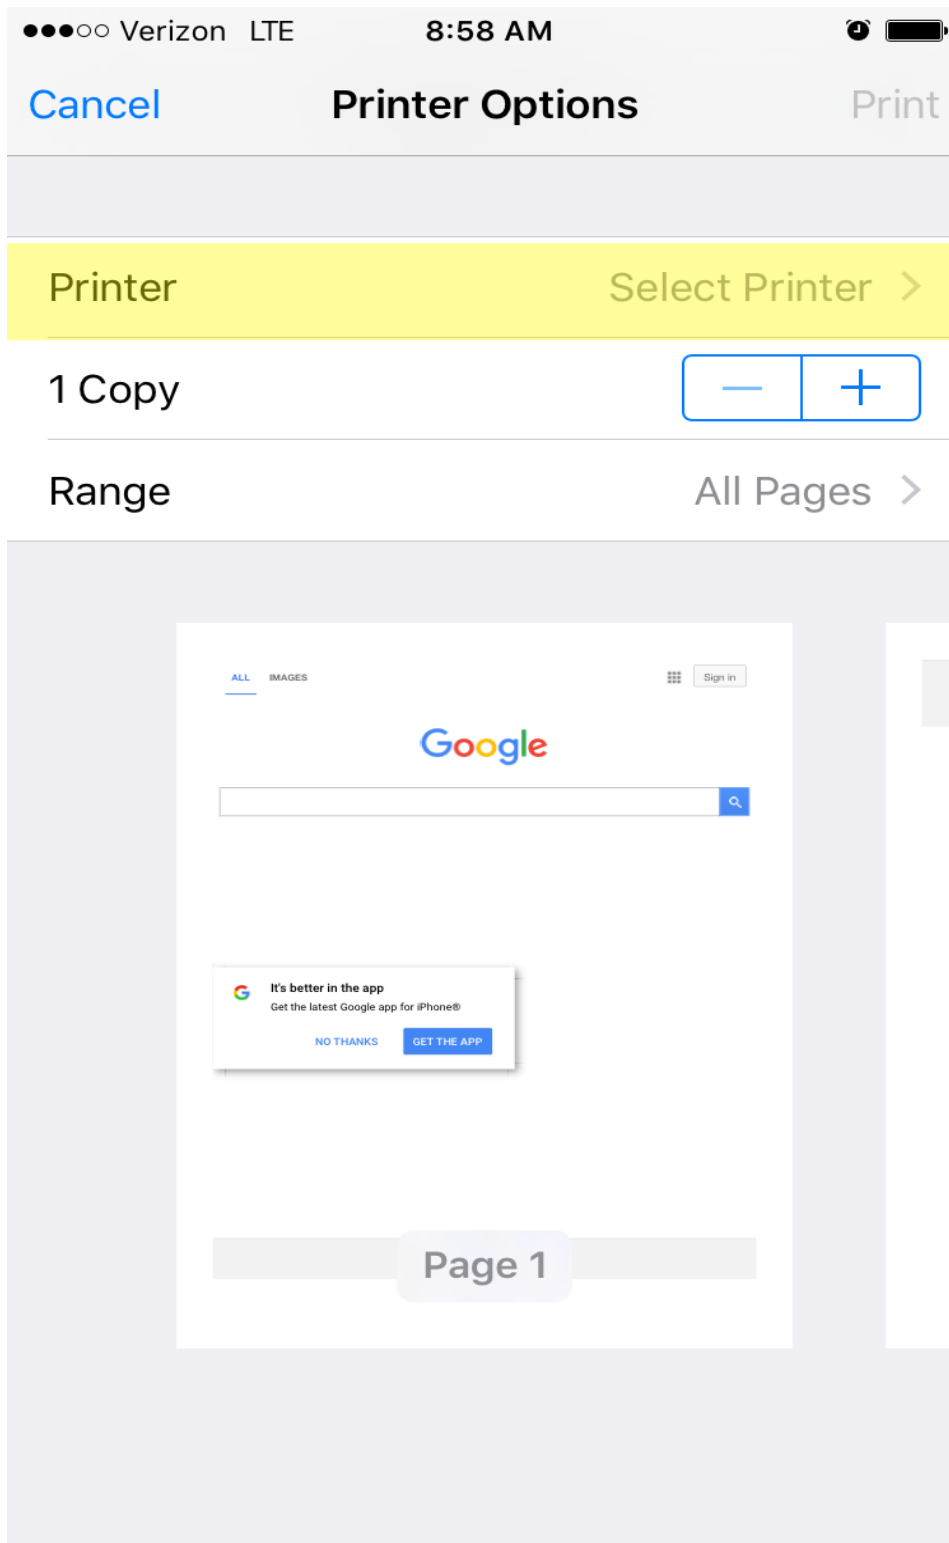 Verizon LTE 8:58 AM
Cancel Printer Options Print
Printer Select Printer
1 Copy
Range All Pages
ALL IMAGES Sign in
Google
It's better in the app
Get the latest Google app for iPhone®
NO THANKS GET THE APP
Page 1